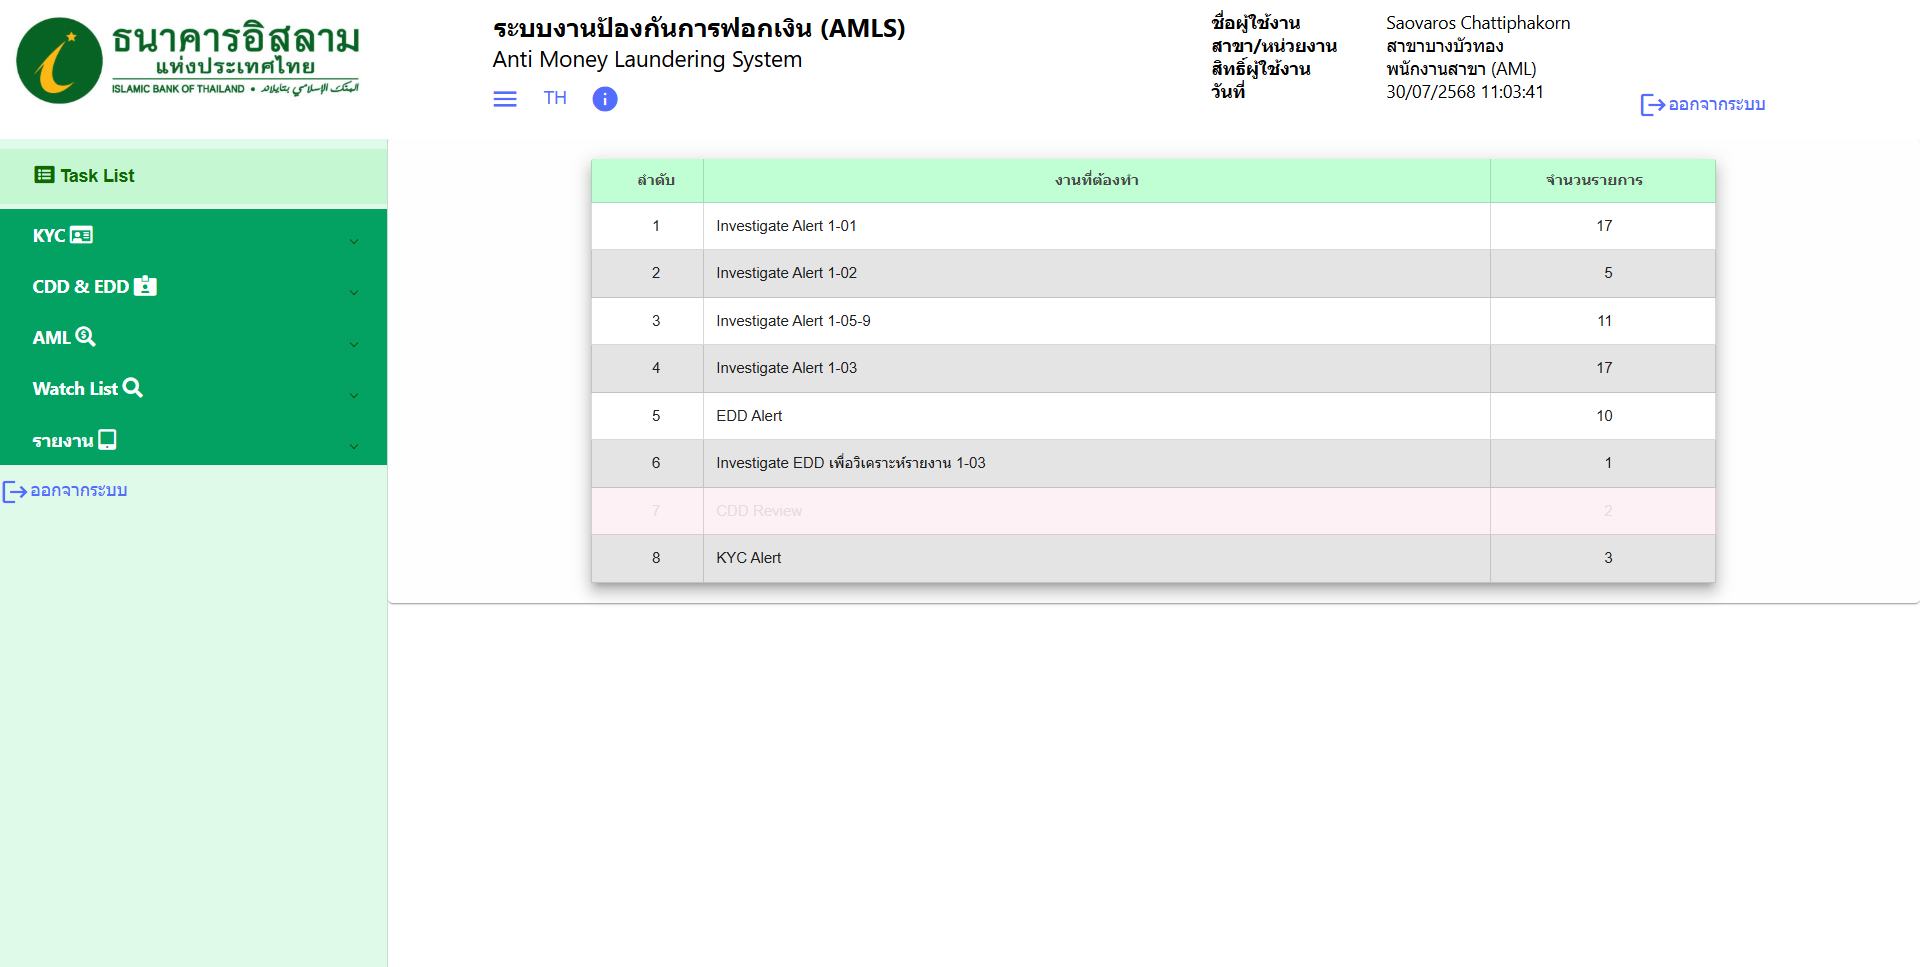 ธนาคารอิสลาม
แห่งประเทศไทย
ISLAMIC BANK OF THAILAND •
ระบบงานป้องกันการฟอกเงิน (AMLS)
Anti Money Laundering System
TH
ชื่อผู้ใช้งาน Saovaros Chattiphakorn
สาขา/หน่วยงาน สาขาบางบัวทอง
สิทธิ์ผู้ใช้งาน พนักงานสาขา (AML)
วันที่ 30/07/2568 11:03:41
ออกจากระบบ
Task List
KYC
CDD & EDD
AML
Watch List
รายงาน
ออกจากระบบ
ลำดับ งานที่ต้องทำ จำนวนรายการ
1 Investigate Alert 1-01 17
2 Investigate Alert 1-02 5
3 Investigate Alert 1-05-9 11
4 Investigate Alert 1-03 17
5 EDD Alert 10
6 Investigate EDD เพื่อวิเคราะห์รายงาน 1-03 1
7 CDD Review 2
8 KYC Alert 3